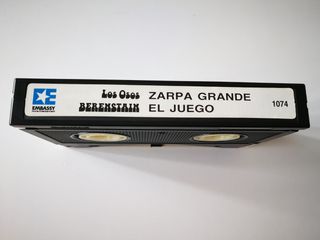 EMBASSY
Los Osos
BERENSTAIN
ZARPA GRANDE
EL JUEGO
1074